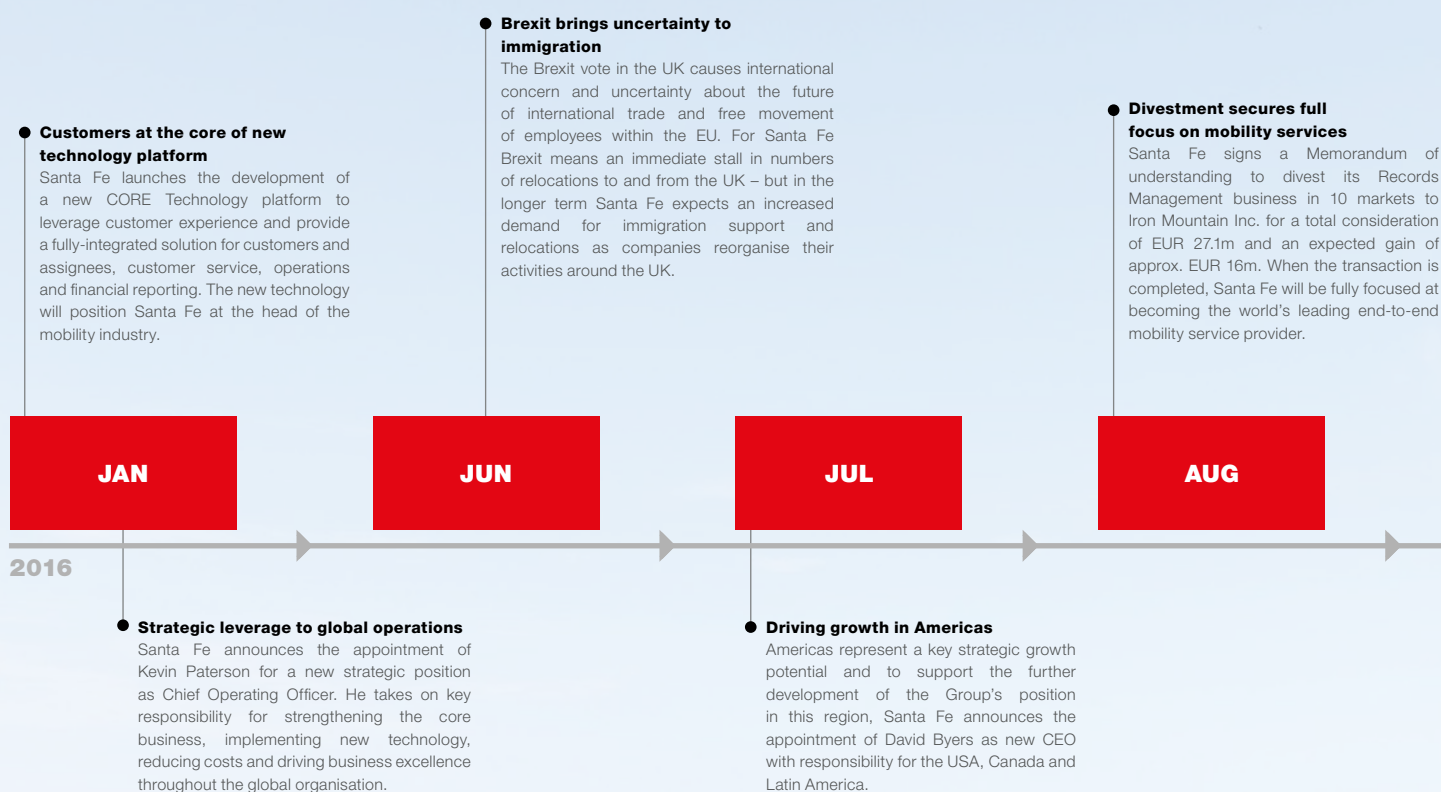 Brexit brings uncertainty to
immigration
The Brexit vote in the UK causes international
concern and uncertainty about the future
of international trade and free movement
of employees within the EU. For Santa Fe
Brexit means an immediate stall in numbers
of relocations to and from the UK – but in the
longer term Santa Fe expects an increased
demand for immigration support and
relocations as companies reorganise their
activities around the UK.
Customers at the core of new
technology platform
Santa Fe launches the development of
a new CORE Technology platform to
leverage customer experience and provide
a fully-integrated solution for customers and
assignees, customer service, operations
and financial reporting. The new technology
will position Santa Fe at the head of the
mobility industry.
Divestment secures full
focus on mobility services
Santa Fe signs a Memorandum of
understanding to divest its Records
Management business in 10 markets to
Iron Mountain Inc. for a total consideration
of EUR 27.1m and an expected gain of
approx. EUR 16m. When the transaction is
completed, Santa Fe will be fully focused at
becoming the world's leading end-to-end
mobility service provider.
JAN
JUN
JUL
AUG
2016
Strategic leverage to global operations
Santa Fe announces the appointment of
Kevin Paterson for a new strategic position
as Chief Operating Officer. He takes on key
responsibility for strengthening the core
business, implementing new technology,
reducing costs and driving business excellence
throughout the global organisation.
Driving growth in Americas
Americas represent a key strategic growth
potential and to support the further
development of the Group's position
in this region, Santa Fe announces the
appointment of David Byers as new CEO
with responsibility for the USA, Canada and
Latin America.